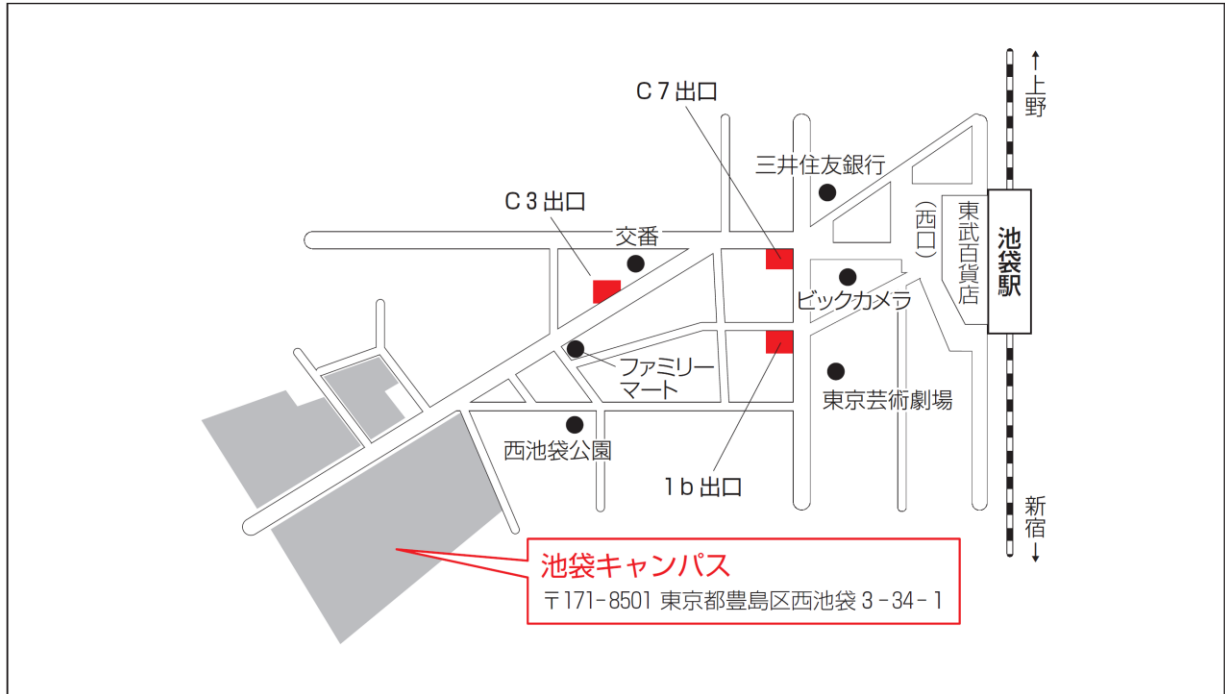 ↑上野
C7出口
三井住友銀行
C3出口
交番
(西口)
東武百貨店
池袋駅
ビックカメラ
ファミリー
マート
東京芸術劇場
西池袋公園
1b出口
新宿↓
池袋キャンパス
〒171-8501 東京都豊島区西池袋3-34-1